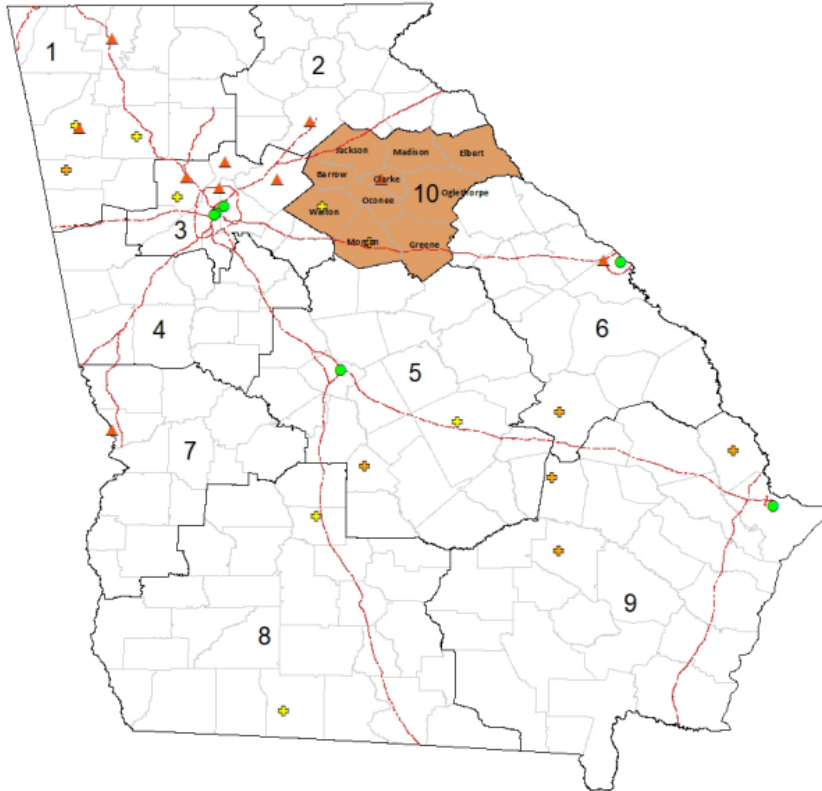 1
2
Jackson
Madison
Elbert
Barrow
Clarke
10
Oglethorpe
Oconee
Walton
3
Morgan
Greene
4
6
5
7
9
8